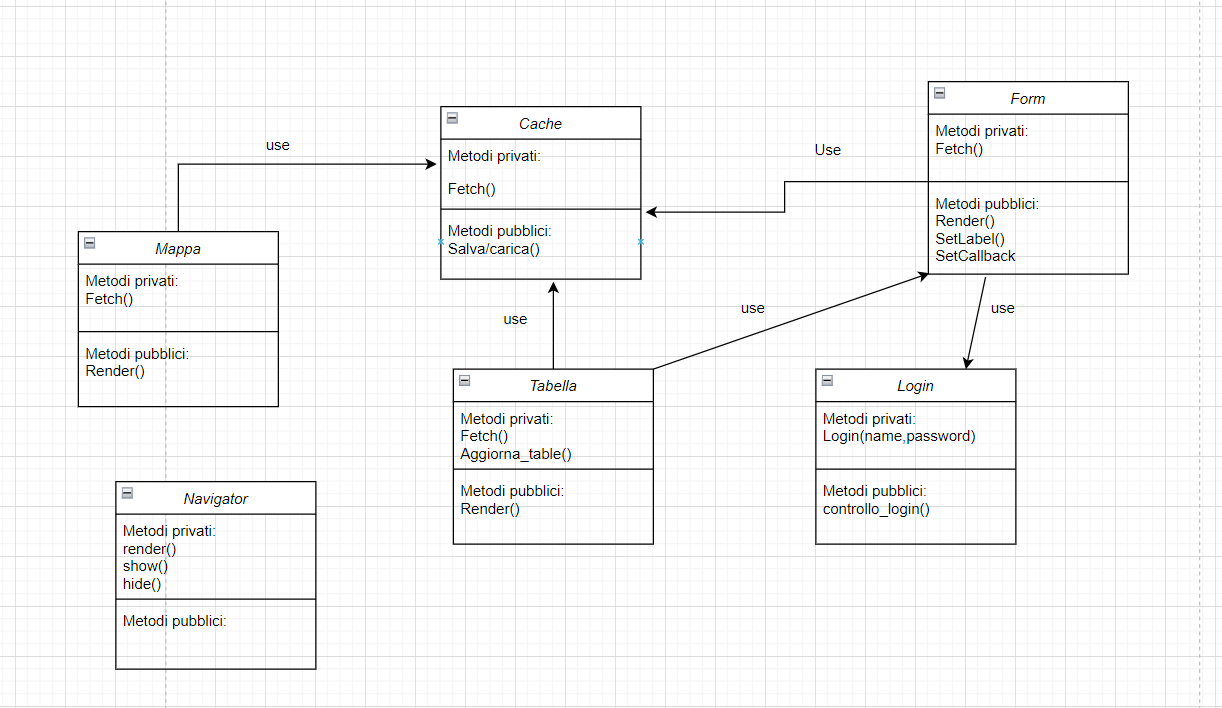 use
Mappa
Metodi privati:
Fetch()
Metodi pubblici:
Render()
Cache
Metodi privati:
Fetch()
Metodi pubblici:
Salva/carica()
Use
Form
Metodi privati:
Fetch()
Metodi pubblici:
Render()
SetLabel()
SetCallback
use
use
use
Tabella
Metodi privati:
Fetch()
Aggiorna_table()
Metodi pubblici:
Render()
Login
Metodi privati:
Login(name,password)
Metodi pubblici:
controllo_login()
Navigator
Metodi privati:
render()
show()
hide()
Metodi pubblici: